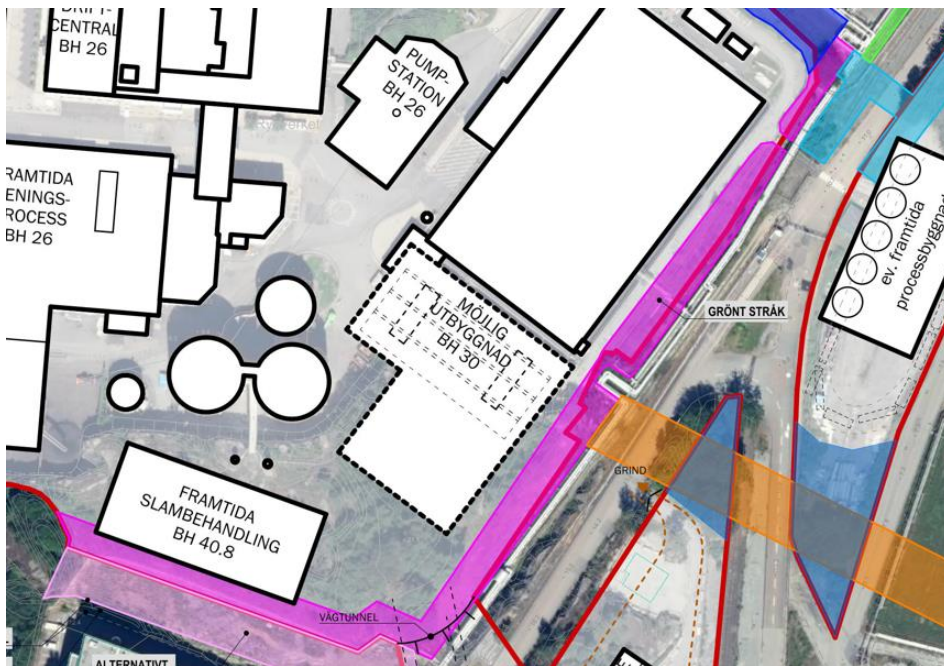 DRIFT-
CENTRAL
BH 26
PUMP-
STATION
BH 26
RAMTIDA
ENINGS-
ROCESS
BH 26
MÖJLIG
UTBYGGNAD
BH 30
GRÖNT STRÅK
ev. framtida
processbyggnad
GRIND
FRAMTIDA
SLAMBEHANDLING
BH 40.8
VÄGTUNNEL
ALTERNATIVT